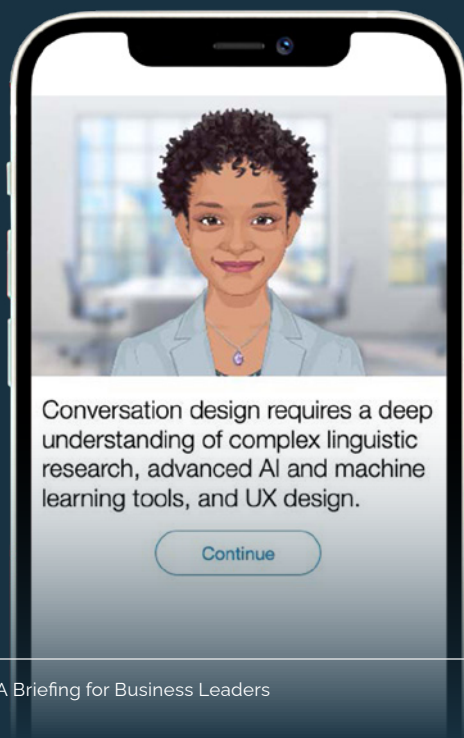 Conversation design requires a deep
understanding of complex linguistic
research, advanced AI and machine
learning tools, and UX design.
Continue
A Briefing for Business Leaders